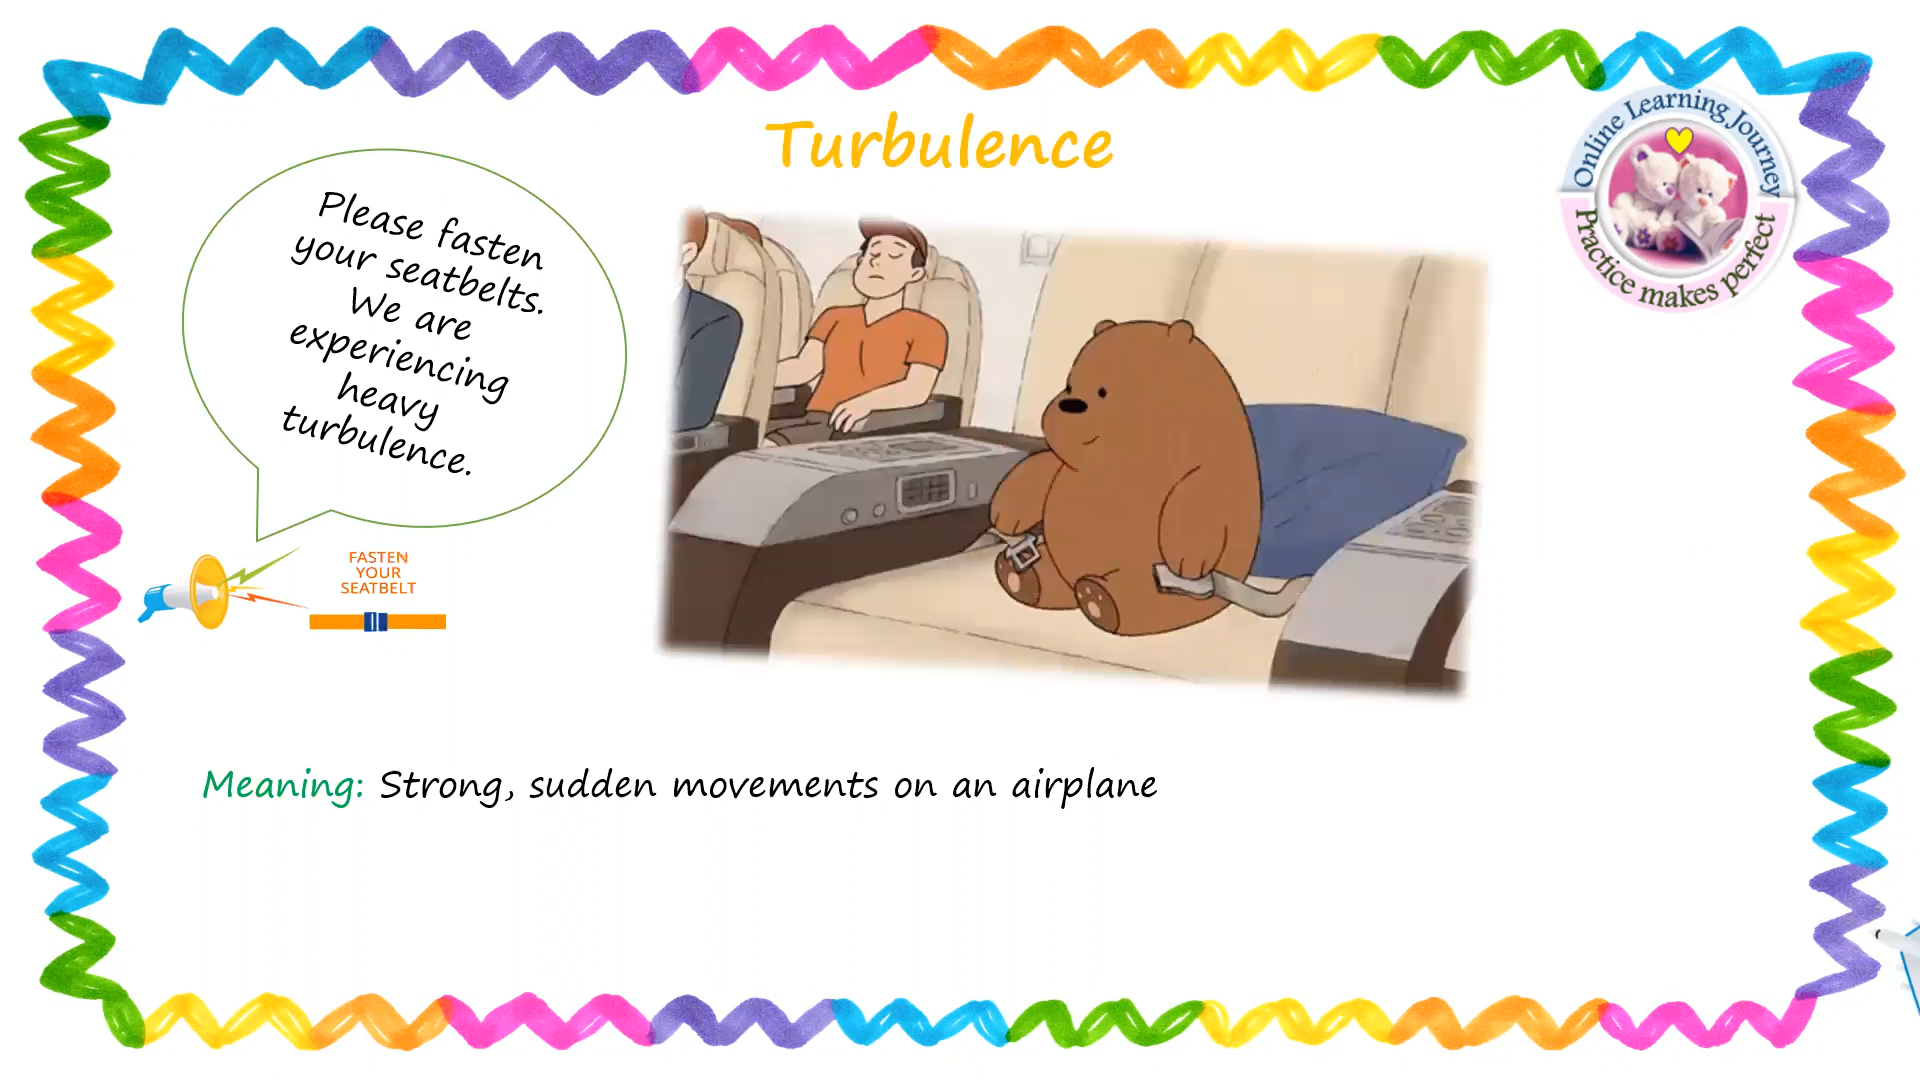 Turbulence
Online Learning Journey
Practice makes perfect
Please fasten
your seatbelts.
We are
experiencing
heavy
turbulence.
FASTEN
YOUR
SEATBELT
Meaning: Strong, sudden movements on an airplane